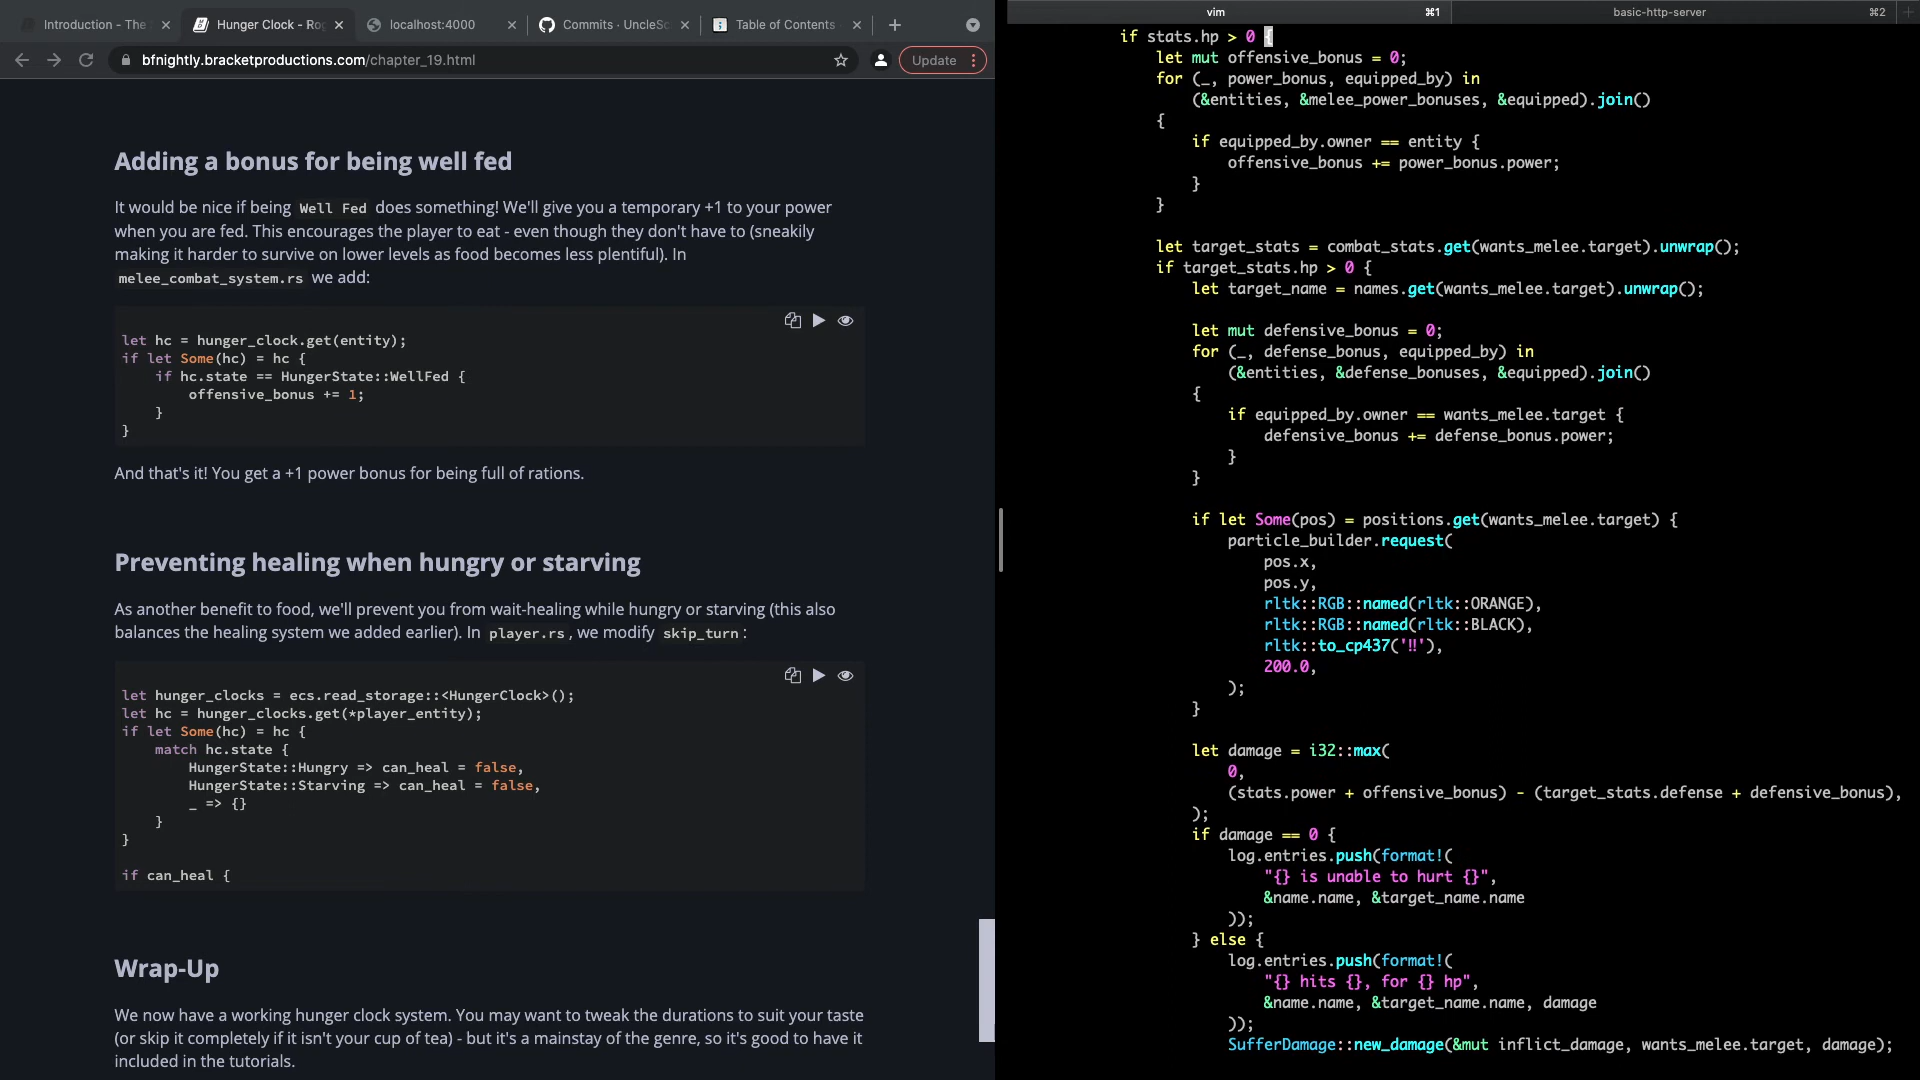 Introduction - The
Hunger Clock - Rog
localhost:4000
Commits · UncleSc
Table of Contents
bfnightly.bracketproductions.com/chapter_19.html
Update
Adding a bonus for being well fed
It would be nice if being Well Fed does something! We'll give you a temporary +1 to your power
when you are fed. This encourages the player to eat - even though they don't have to (sneakily
making it harder to survive on lower levels as food becomes less plentiful). In
melee_combat_system.rs we add:
let hc = hunger_clock.get(entity);
if let Some(hc) = hc {
if hc.state == HungerState::WellFed {
offensive_bonus += 1;
}
}
And that's it! You get a +1 power bonus for being full of rations.
Preventing healing when hungry or starving
As another benefit to food, we'll prevent you from wait-healing while hungry or starving (this also
balances the healing system we added earlier). In player.rs, we modify skip_turn:
let hunger_clocks = ecs.read_storage::<HungerClock>();
let hc = hunger_clocks.get(*player_entity);
if let Some(hc) = hc {
match hc.state {
HungerState::Hungry => can_heal = false,
HungerState::Starving => can_heal = false,
_ => {}
}
}
if can_heal {
Wrap-Up
We now have a working hunger clock system. You may want to tweak the durations to suit your taste
(or skip it completely if it isn't your cup of tea) - but it's a mainstay of the genre, so it's good to have it
included in the tutorials.
vim ⌘1
basic-http-server ⌘2
if stats.hp > 0 {
let mut offensive_bonus = 0;
for (_, power_bonus, equipped_by) in
(&entities, &melee_power_bonuses, &equipped).join()
{
if equipped_by.owner == entity {
offensive_bonus += power_bonus.power;
}
}
let target_stats = combat_stats.get(wants_melee.target).unwrap();
if target_stats.hp > 0 {
let target_name = names.get(wants_melee.target).unwrap();
let mut defensive_bonus = 0;
for (_, defense_bonus, equipped_by) in
(&entities, &defense_bonuses, &equipped).join()
{
if equipped_by.owner == wants_melee.target {
defensive_bonus += defense_bonus.power;
}
}
if let Some(pos) = positions.get(wants_melee.target) {
particle_builder.request(
pos.x,
pos.y,
rltk::RGB::named(rltk::ORANGE),
rltk::RGB::named(rltk::BLACK),
rltk::to_cp437('‼'),
200.0,
);
}
let damage = i32::max(
0,
(stats.power + offensive_bonus) - (target_stats.defense + defensive_bonus),
);
if damage == 0 {
log.entries.push(format!(
"{} is unable to hurt {}",
&name.name, &target_name.name
));
} else {
log.entries.push(format!(
"{} hits {}, for {} hp",
&name.name, &target_name.name, damage
));
SufferDamage::new_damage(&mut inflict_damage, wants_melee.target, damage);